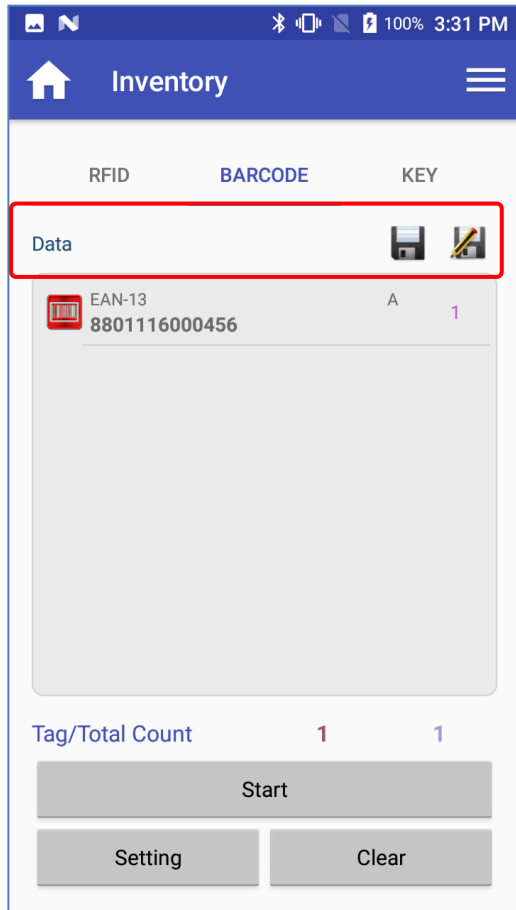 100% 3:31 PM
Inventory
RFID BARCODE KEY
Data
EAN-13 A 1
8801116000456
Tag/Total Count 1 1
Start
Setting Clear